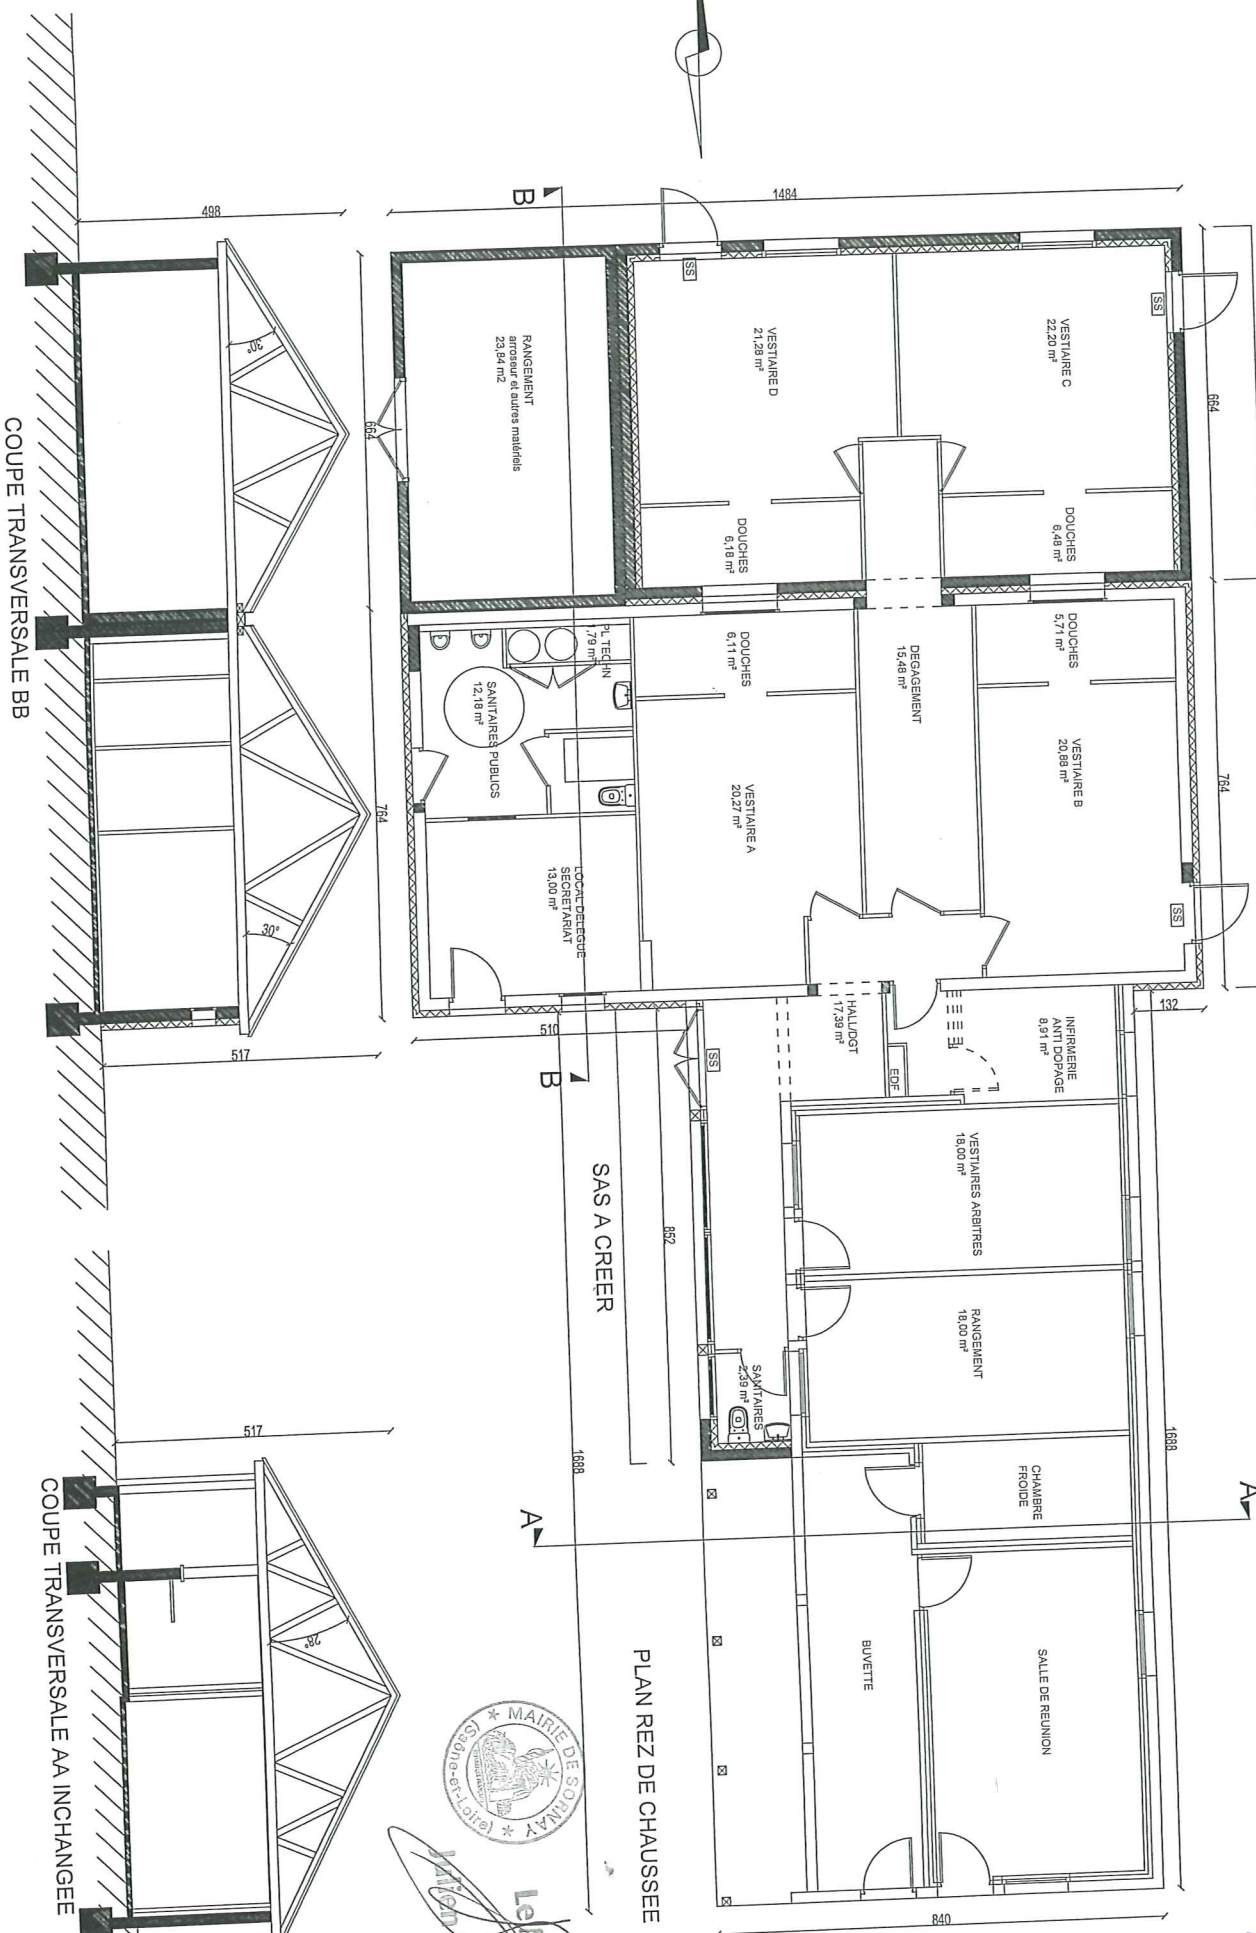 1484
B
498
664
VESTIAIRE C
22,20 m²
SS
VESTIAIRE D
21,28 m²
SS
RANGEMENT
arroseur et autres matériels
23,84 m2
664
30°
DOUCHES
6,48 m²
DOUCHES
6,18 m²
DOUCHES
5,71 m²
DEGAGEMENT
15,48 m²
DOUCHES
6,11 m²
PL TECHN
1,79 m²
SANITAIRES PUBLICS
12,18 m²
764
VESTIAIRE B
20,88 m²
SS
VESTIAIRE A
20,27 m²
LOCAL DELEGUE
SECRETARIAT
13,00 m²
764
30°
COUPE TRANSVERSALE BB
517
132
INFIRMERIE
ANTI DOPAGE
8,91 m²
HALL/DGT
17,39 m²
EDF
SS
510
B
VESTIAIRES ARBITRES
18,00 m²
852
SAS A CREER
RANGEMENT
18,00 m²
SANITAIRES
2,39 m²
1688
1688
CHAMBRE
FROIDE
A
A
BUVETTE
SALLE DE REUNION
PLAN REZ DE CHAUSSEE
840
517
28°
COUPE TRANSVERSALE AA INCHANGEE
MAIRIE DE SORNAY
(Saône-et-Loire)
Julien